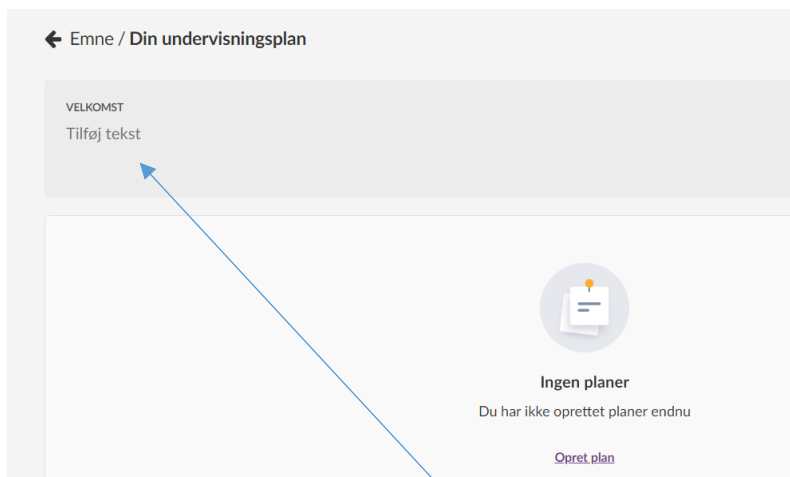 Emne / Din undervisningsplan
VELKOMST
Tilføj tekst
Ingen planer
Du har ikke oprettet planer endnu
Opret plan